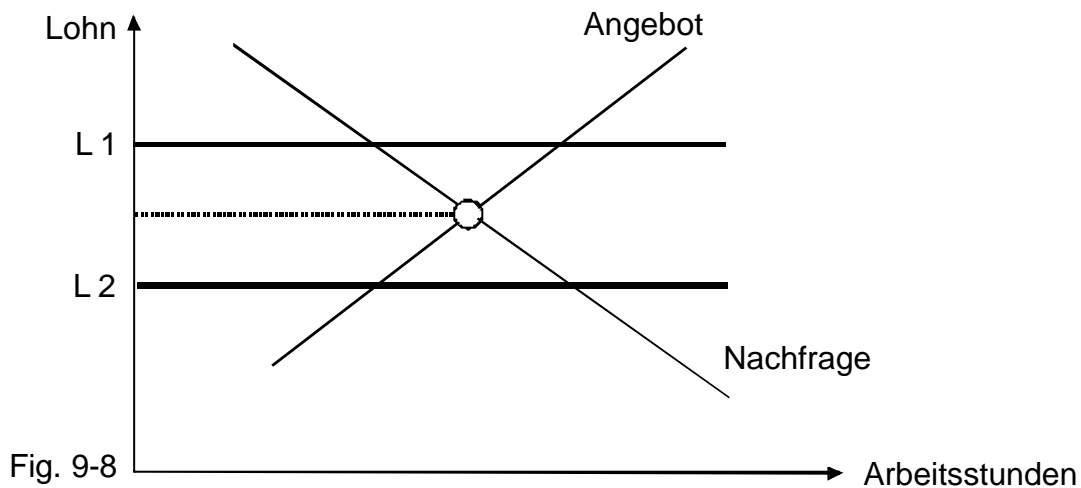 Lohn
Angebot
L 1
L 2
Nachfrage
Fig. 9-8
Arbeitsstunden